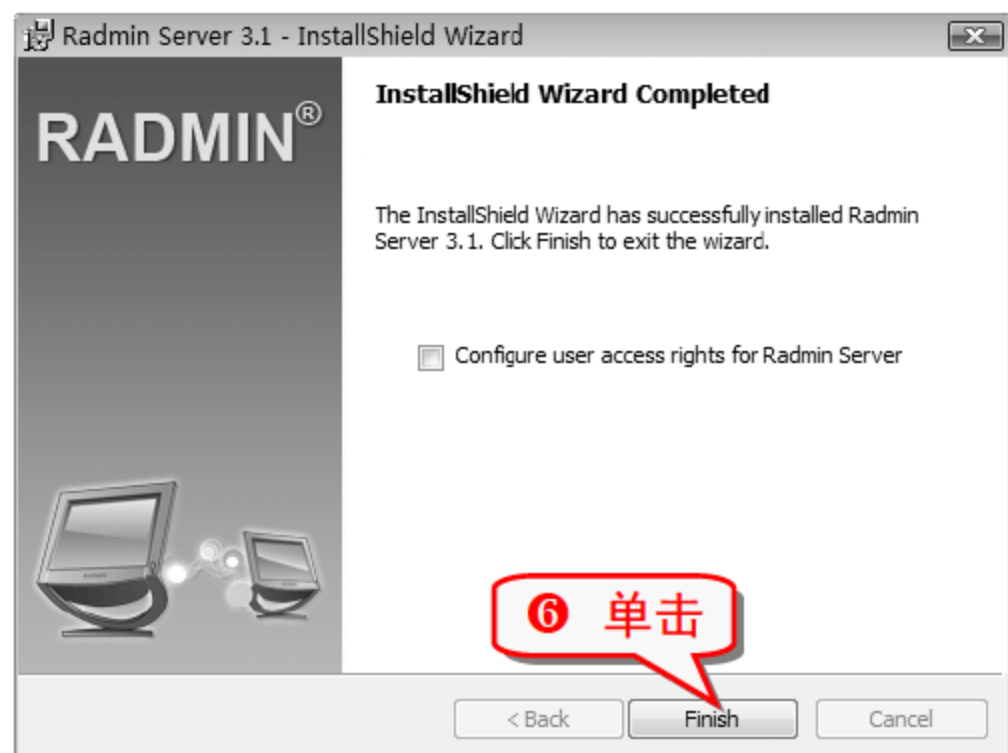 Radmin Server 3.1 - InstallShield Wizard
RADMIN®
InstallShield Wizard Completed
The InstallShield Wizard has successfully installed Radmin
Server 3.1. Click Finish to exit the wizard.
Configure user access rights for Radmin Server
❻ 单击
< Back
Finish
Cancel